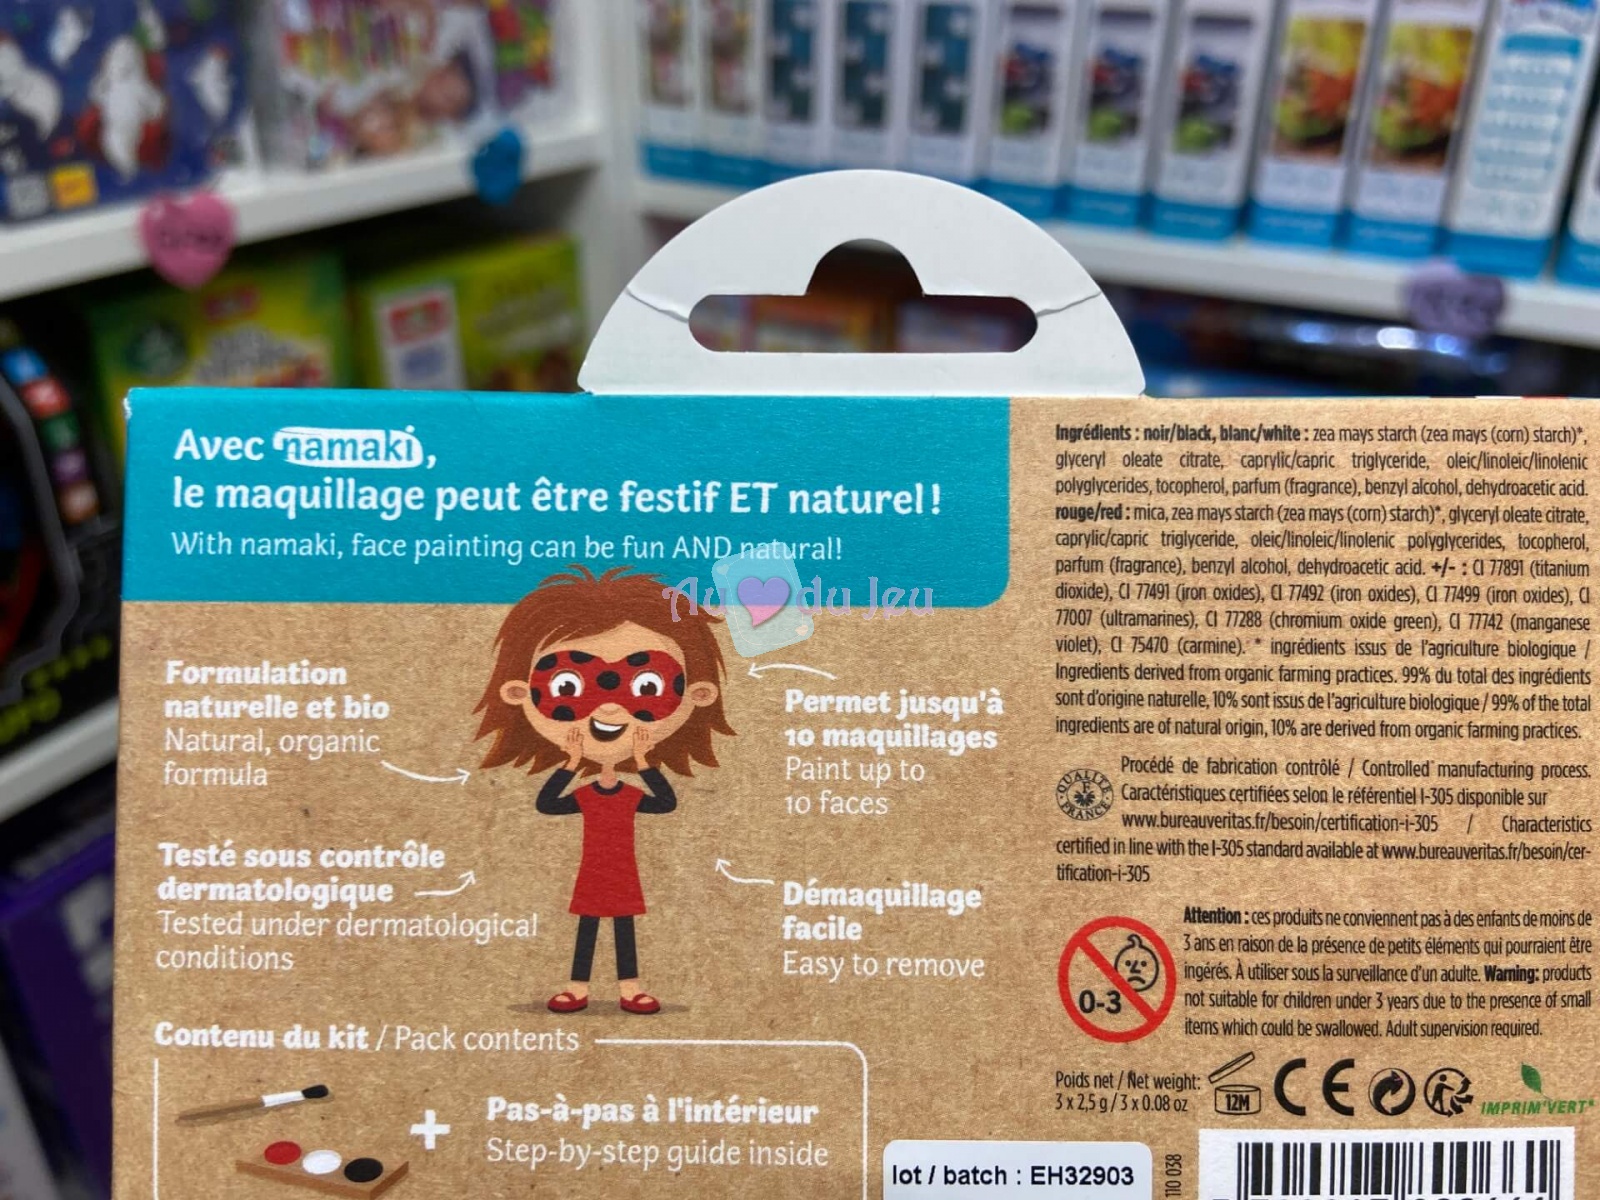 Avec namaki,
le maquillage peut être festif ET naturel !
With namaki, face painting can be fun AND natural!
Au du Jeu
Formulation
naturelle et bio
Natural, organic
formula
Testé sous contrôle
dermatologique
Tested under dermatological
conditions
Permet jusqu'à
10 maquillages
Paint up to
10 faces
Démaquillage
facile
Easy to remove
Contenu du kit / Pack contents
+
Pas-à-pas à l'intérieur
Step-by-step guide inside
Ingrédients : noir/black, blanc/white : zea mays starch (zea mays (corn) starch)*,
glyceryl oleate citrate, caprylic/capric triglyceride, oleic/linoleic/linolenic
polyglycerides, tocopherol, parfum (fragrance), benzyl alcohol, dehydroacetic acid.
rouge/red : mica, zea mays starch (zea mays (corn) starch)*, glyceryl oleate citrate,
caprylic/capric triglyceride, oleic/linoleic/linolenic polyglycerides, tocopherol,
parfum (fragrance), benzyl alcohol, dehydroacetic acid. +/- : CI 77891 (titanium
dioxide), CI 77491 (iron oxides), CI 77492 (iron oxides), CI 77499 (iron oxides), CI
77007 (ultramarines), CI 77288 (chromium oxide green), CI 77742 (manganese
violet), CI 75470 (carmine). * ingrédients issus de l'agriculture biologique /
Ingredients derived from organic farming practices. 99% du total des ingrédients
sont d'origine naturelle, 10% sont issus de l'agriculture biologique / 99% of the total
ingredients are of natural origin, 10% are derived from organic farming practices.
QUALITÉ
FRANCE
Procédé de fabrication contrôlé / Controlled manufacturing process.
Caractéristiques certifiées selon le référentiel I-305 disponible sur
www.bureauveritas.fr/besoin/certification-i-305 / Characteristics
certified in line with the I-305 standard available at www.bureauveritas.fr/besoin/cer-
tification-i-305
0-3
Attention : ces produits ne conviennent pas à des enfants de moins de
3 ans en raison de la présence de petits éléments qui pourraient être
ingérés. À utiliser sous la surveillance d'un adulte. Warning: products
not suitable for children under 3 years due to the presence of small
items which could be swallowed. Adult supervision required.
Poids net / Net weight:
3 x 2,5 g / 3 x 0.08 oz
12M
CE
IMPRIM'VERT®
lot / batch : EH32903
110 038